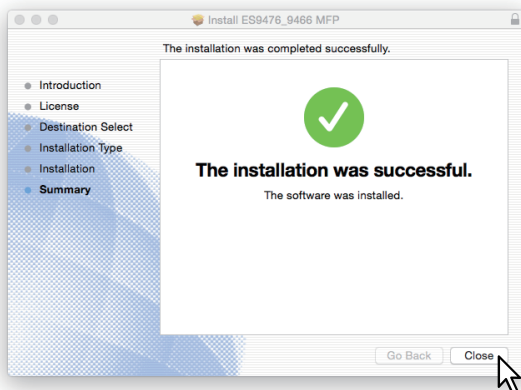 Install ES9476_9466 MFP
The installation was completed successfully.
Introduction
License
Destination Select
Installation Type
Installation
Summary
The installation was successful.
The software was installed.
Go Back
Close